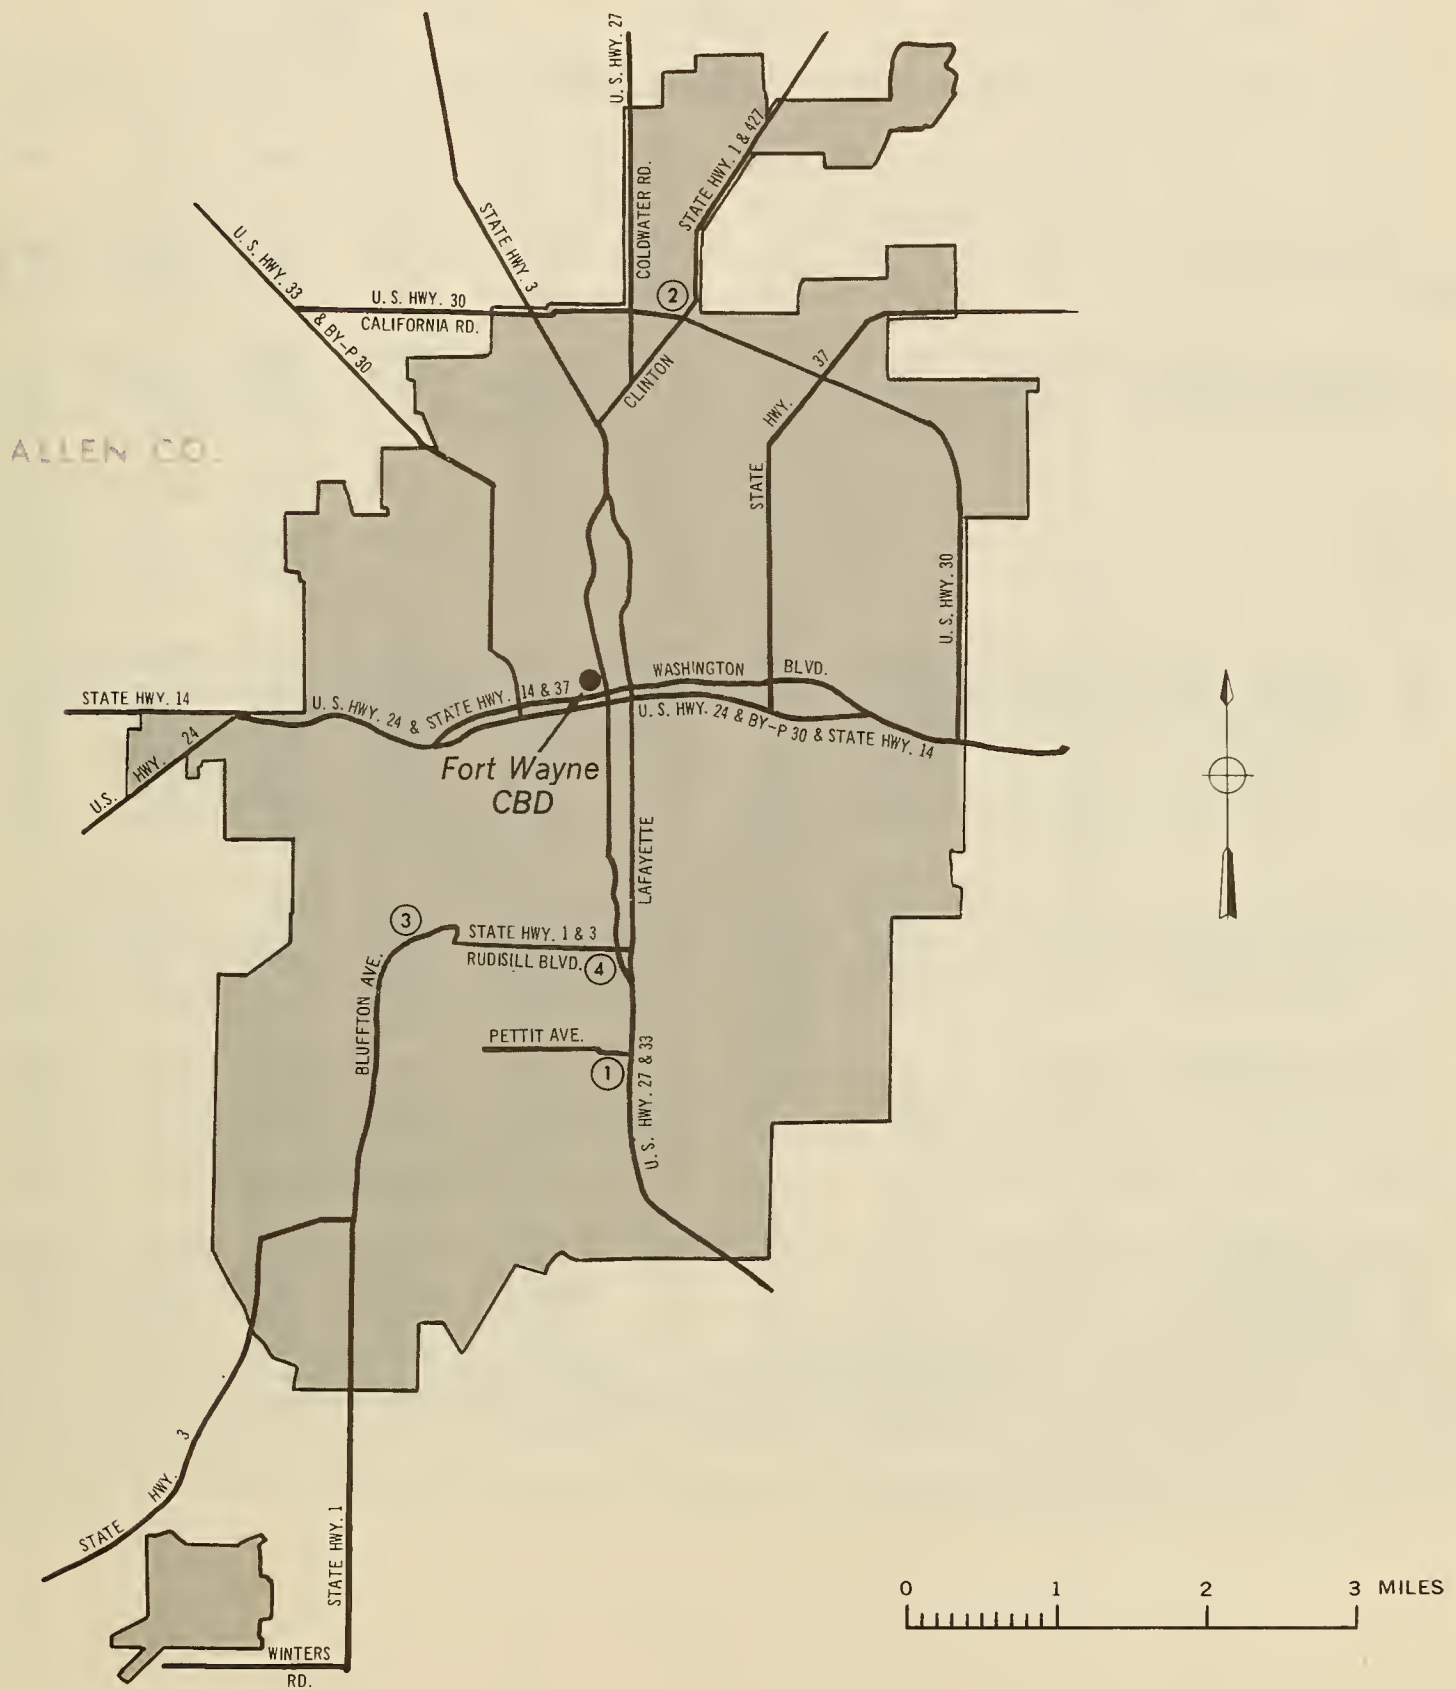 U. S. HWY. 27
STATE HWY. 1 & 427
COLDWATER RD.
STATE HWY. 3
U. S. HWY. 33
& BY-P 30
U. S. HWY. 30
CALIFORNIA RD.
2
CLINTON
STATE HWY. 37
ALLEN CO.
U. S. HWY. 30
WASHINGTON BLVD.
STATE HWY. 14
U. S. HWY. 24 & STATE HWY. 14 & 37
U. S. HWY. 24 & BY-P 30 & STATE HWY. 14
U.S. HWY. 24
Fort Wayne
CBD
LAFAYETTE
3
STATE HWY. 1 & 3
RUDISILL BLVD.
4
BLUFFTON AVE.
PETTIT AVE.
1
U. S. HWY. 27 & 33
STATE HWY. 3
STATE HWY. 1
WINTERS
RD.
0 1 2 3 MILES